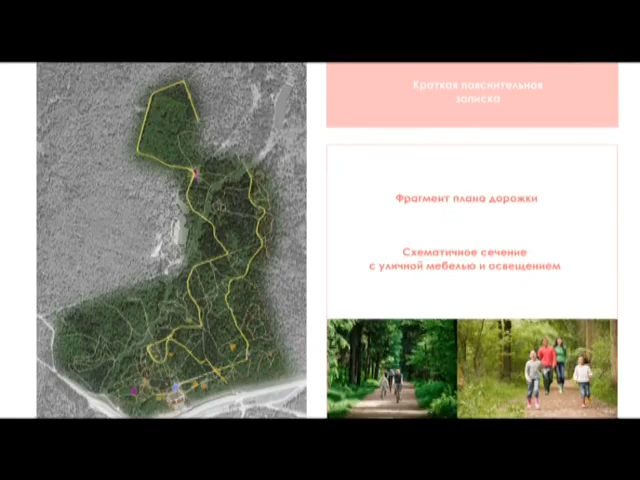 Краткая пояснительная
записка
Фрагмент плана дорожки
Схематичное сечение
с уличной мебелью и освещением